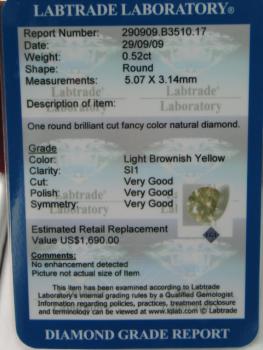 LABTRADE LABORATORY®
Report Number: 290909.B3510.17
Date: 29/09/09
Weight: 0.52ct
Shape: Round
Measurements: 5.07 X 3.14mm
Description of item:
One round brilliant cut fancy color natural diamond.
Grade
Color: Light Brownish Yellow
Clarity: SI1
Cut: Very Good
Polish: Very Good
Symmetry: Very Good
Estimated Retail Replacement
Value US$1,690.00
Comments:
No enhancement detected
Picture not actual size of item.
This item has been examined according to Labtrade
Laboratory's internal grading rules by a Qualified Gemologist
Information regarding policies, practices, treatment disclosure
and terminology can be viewed at www.lqlab.com © Labtrade
DIAMOND GRADE REPORT